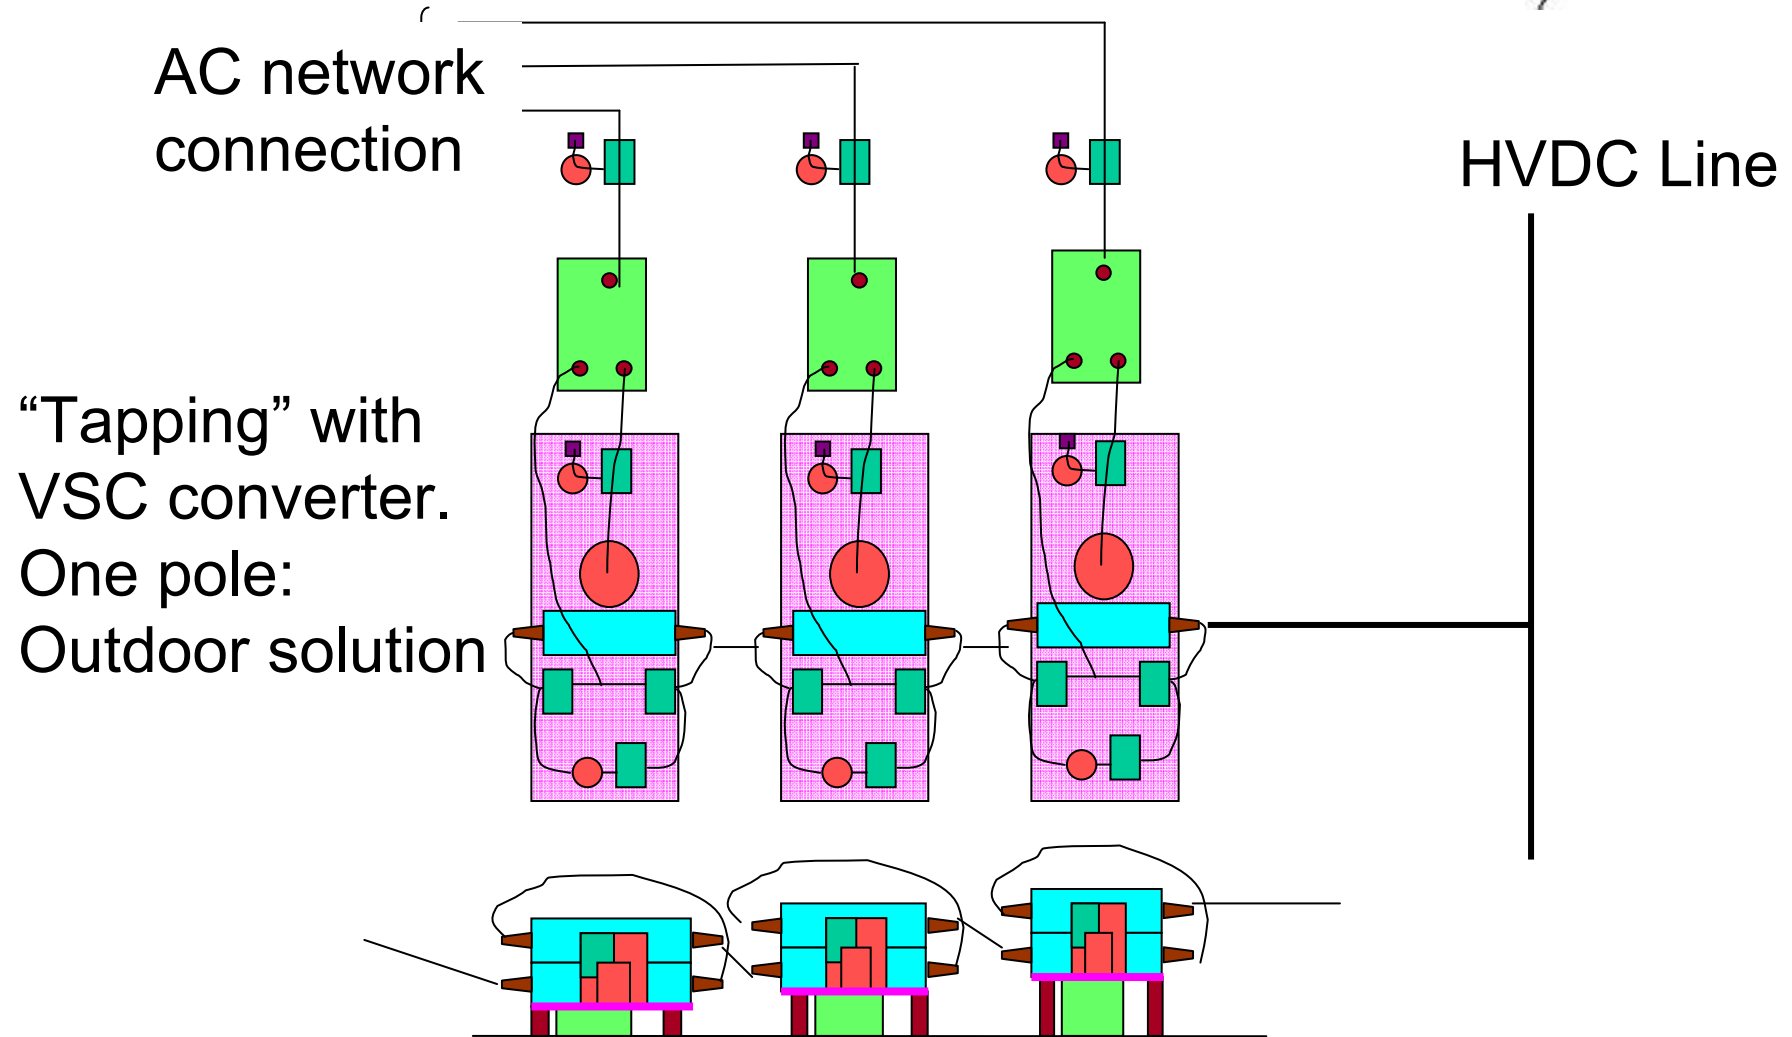 AC network
connection
HVDC Line
“Tapping” with
VSC converter.
One pole:
Outdoor solution